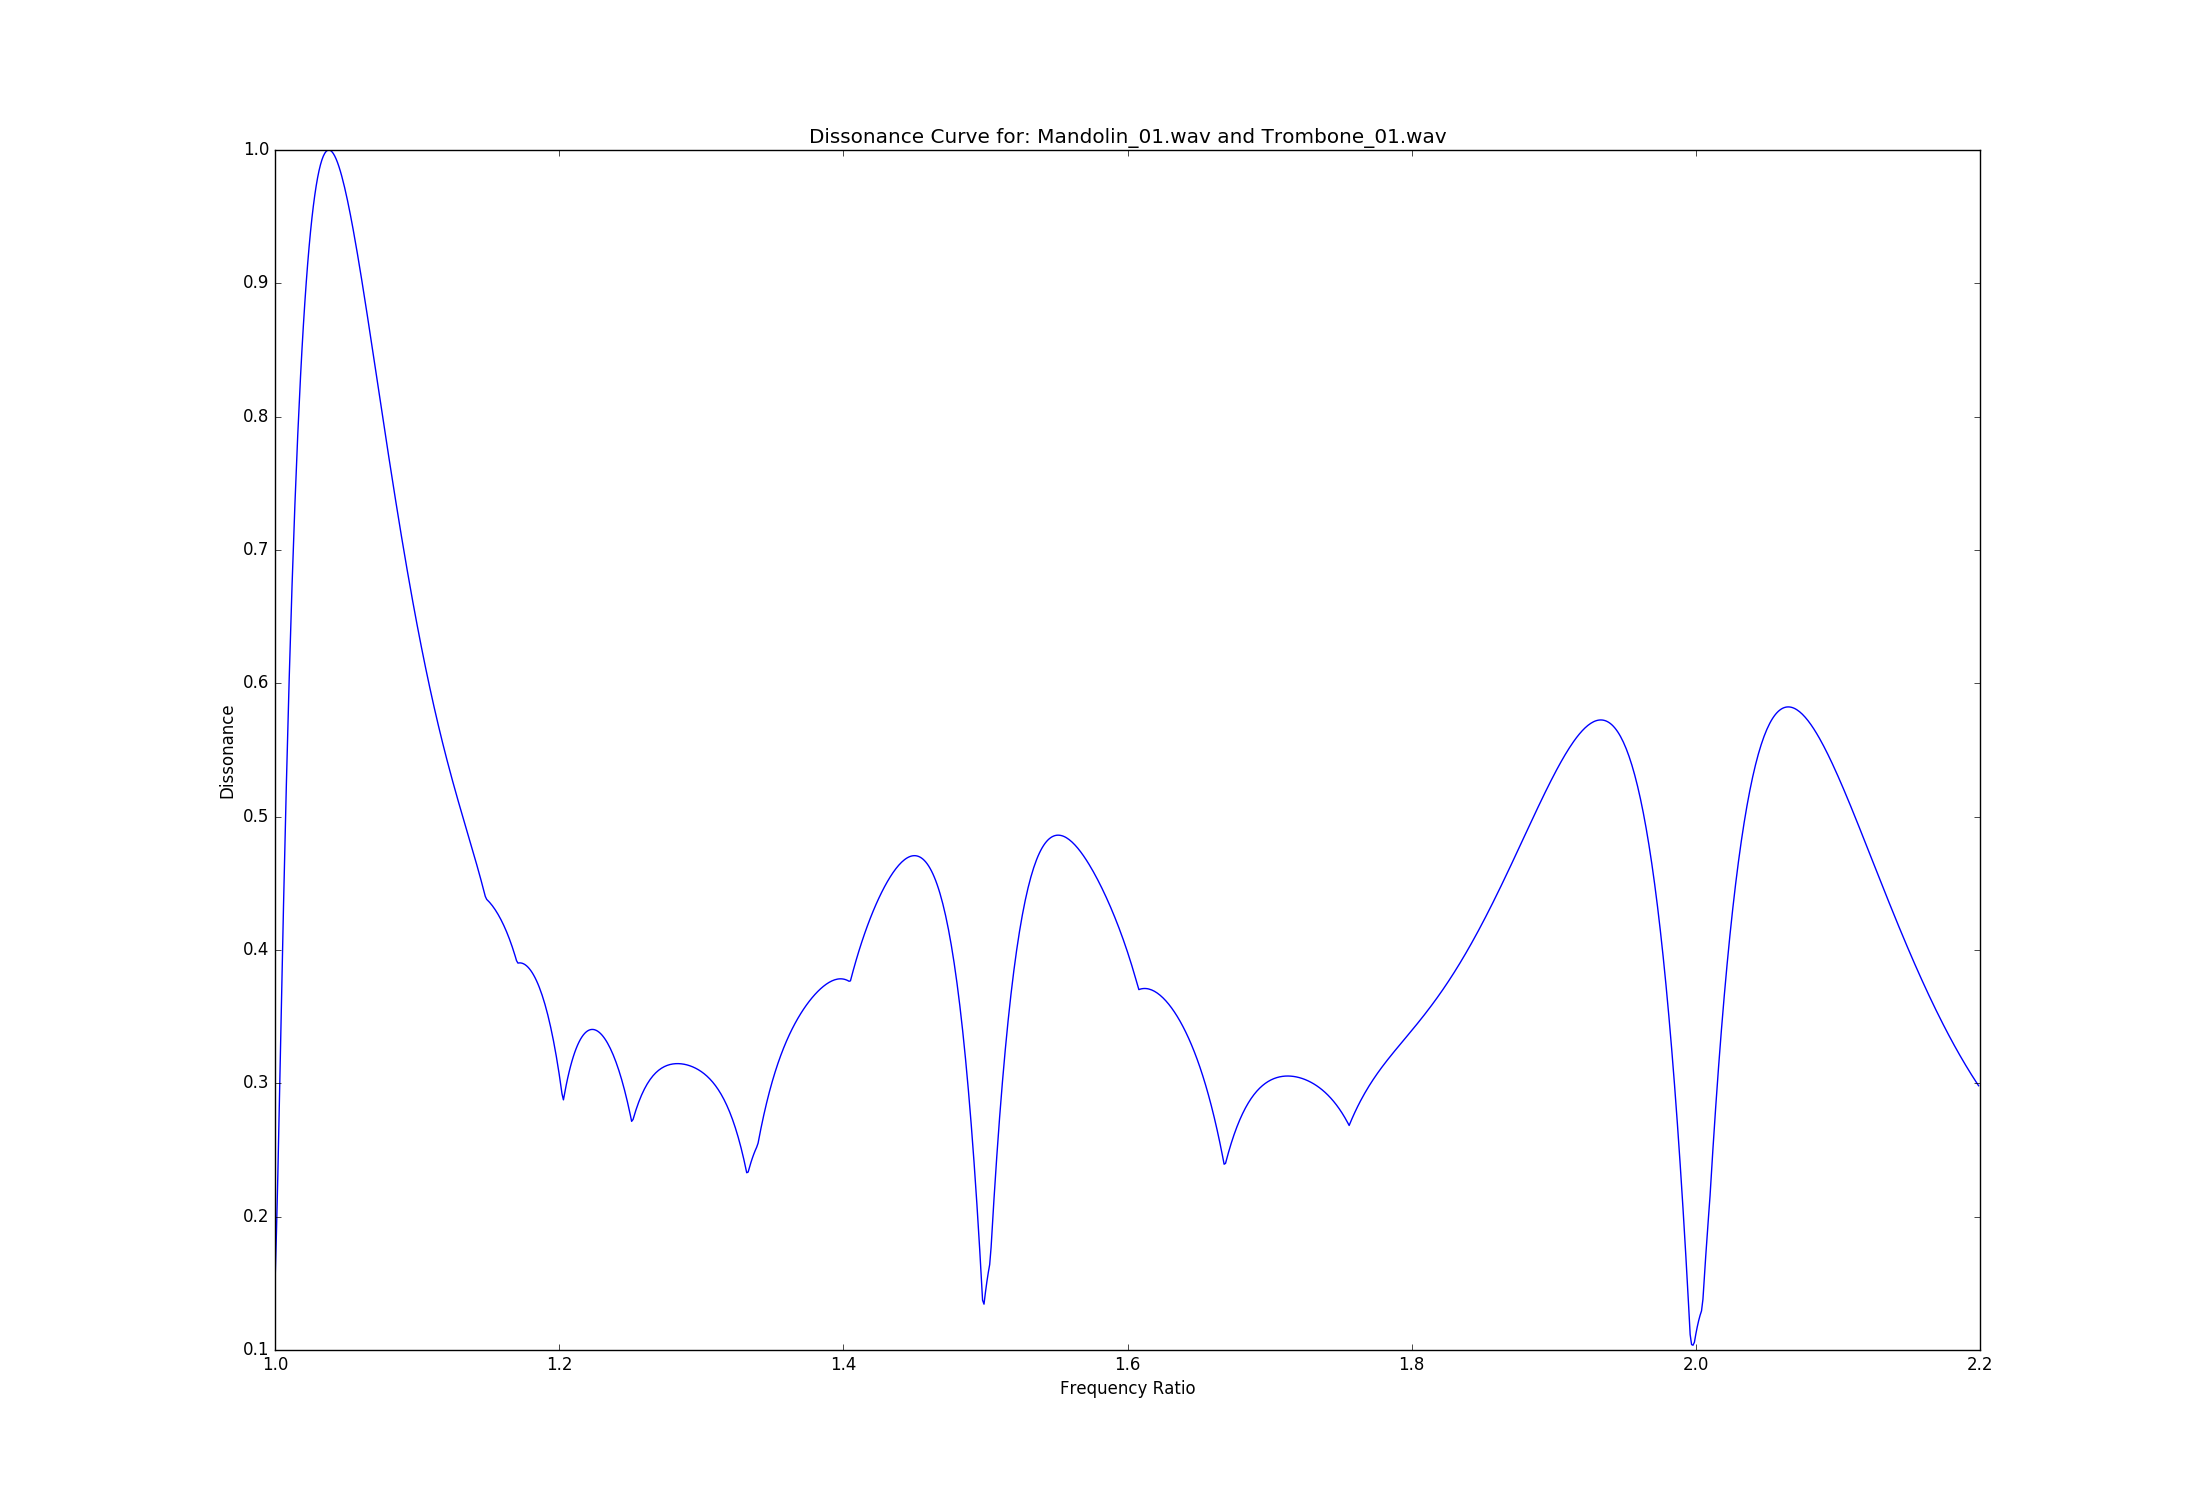 Dissonance Curve for: Mandolin_01.wav and Trombone_01.wav
1.0
0.9
0.8
0.7
0.6
0.5
0.4
0.3
0.2
0.1
Dissonance
1.0 1.2 1.4 1.6 1.8 2.0 2.2
Frequency Ratio